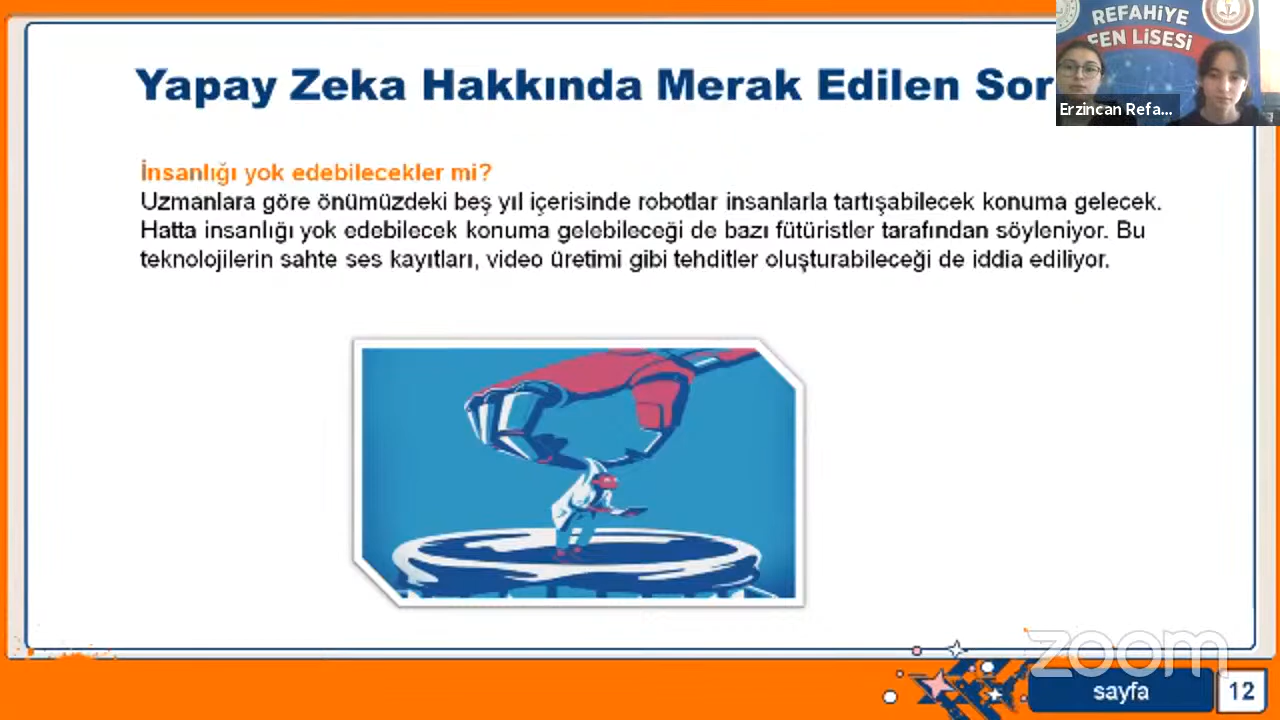 Yapay Zeka Hakkında Merak Edilen Sor
REFAHİYE
FEN LİSESİ
Erzincan Refa...
İnsanlığı yok edebilecekler mi?
Uzmanlara göre önümüzdeki beş yıl içerisinde robotlar insanlarla tartışabilecek konuma gelecek.
Hatta insanlığı yok edebilecek konuma gelebileceği de bazı fütüristler tarafından söyleniyor. Bu
teknolojilerin sahte ses kayıtları, video üretimi gibi tehditler oluşturabileceği de iddia ediliyor.
zoom
sayfa
12